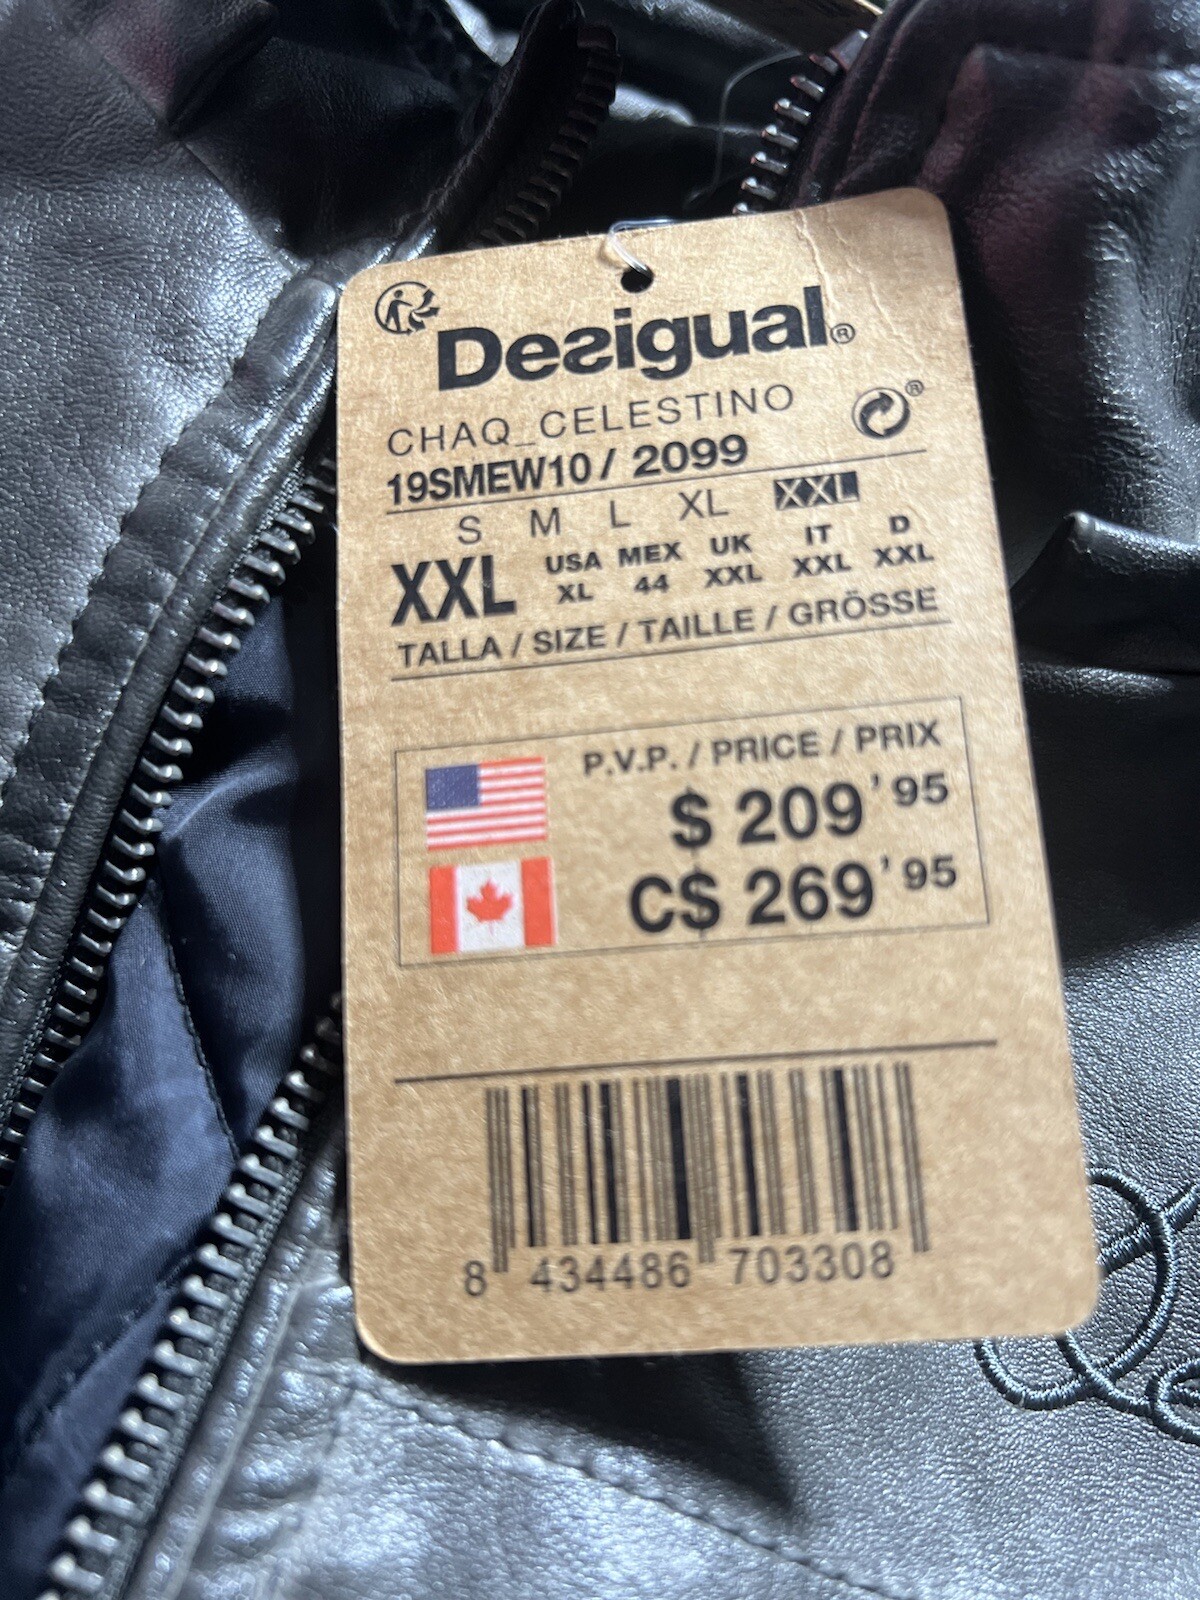 Desigual®
CHAQ_CELESTINO
19SMEW10 / 2099
S M L XL XXL
XXL USA XL MEX 44 UK XXL IT XXL D XXL
TALLA / SIZE / TAILLE / GRÖSSE
P.V.P. / PRICE / PRIX
$ 209'95
C$ 269'95
8 434486 703308